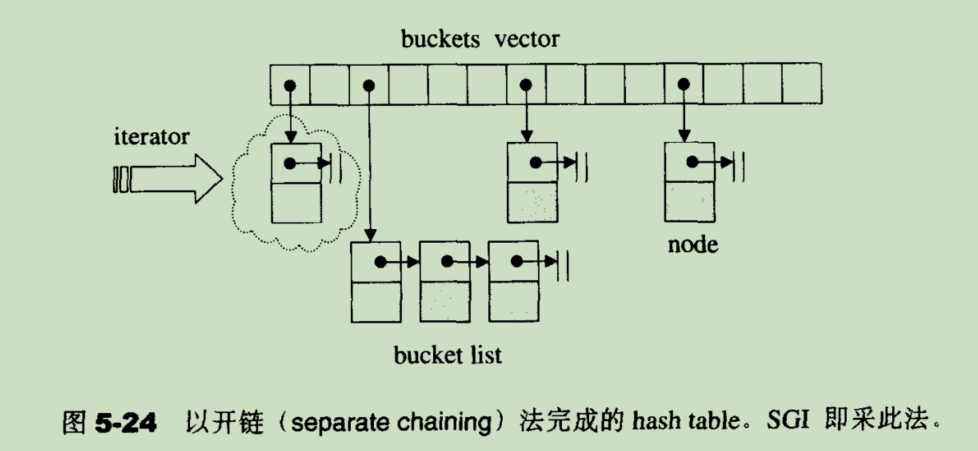 buckets vector
iterator
node
bucket list
图 5-24 以开链（separate chaining）法完成的 hash table。SGI 即采此法。